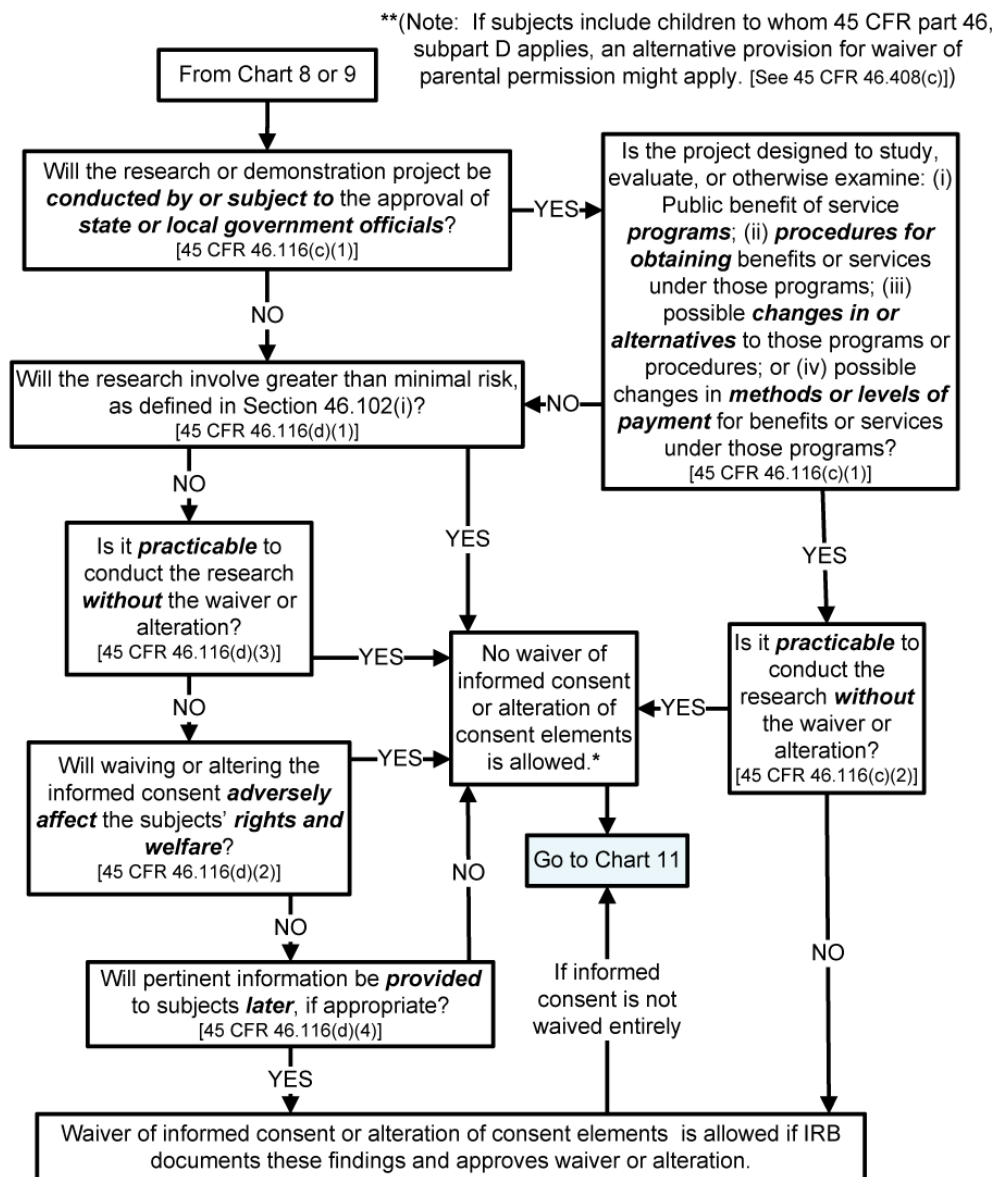 **(Note:  If subjects include children to whom 45 CFR part 46,
subpart D applies, an alternative provision for waiver of
parental permission might apply. [See 45 CFR 46.408(c)])
From Chart 8 or 9
Will the research or demonstration project be
conducted by or subject to the approval of
state or local government officials?
[45 CFR 46.116(c)(1)]
YES
Is the project designed to study,
evaluate, or otherwise examine: (i)
Public benefit of service
programs; (ii) procedures for
obtaining benefits or services
under those programs; (iii)
possible changes in or
alternatives to those programs or
procedures; or (iv) possible
changes in methods or levels of
payment for benefits or services
under those programs?
[45 CFR 46.116(c)(1)]
NO
NO
Will the research involve greater than minimal risk,
as defined in Section 46.102(i)?
[45 CFR 46.116(d)(1)]
NO
YES
YES
Is it practicable to
conduct the research
without the waiver or
alteration?
[45 CFR 46.116(d)(3)]
YES
No waiver of
informed consent
or alteration of
consent elements
is allowed.*
YES
Is it practicable to
conduct the
research without
the waiver or
alteration?
[45 CFR 46.116(c)(2)]
NO
Will waiving or altering the
informed consent adversely
affect the subjects' rights and
welfare?
[45 CFR 46.116(d)(2)]
YES
NO
Go to Chart 11
NO
NO
Will pertinent information be provided
to subjects later, if appropriate?
[45 CFR 46.116(d)(4)]
If informed
consent is not
waived entirely
YES
Waiver of informed consent or alteration of consent elements  is allowed if IRB
documents these findings and approves waiver or alteration.